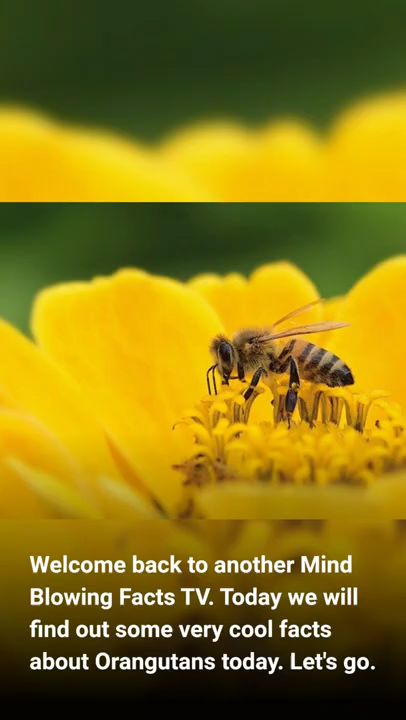 Welcome back to another Mind
Blowing Facts TV. Today we will
find out some very cool facts
about Orangutans today. Let's go.